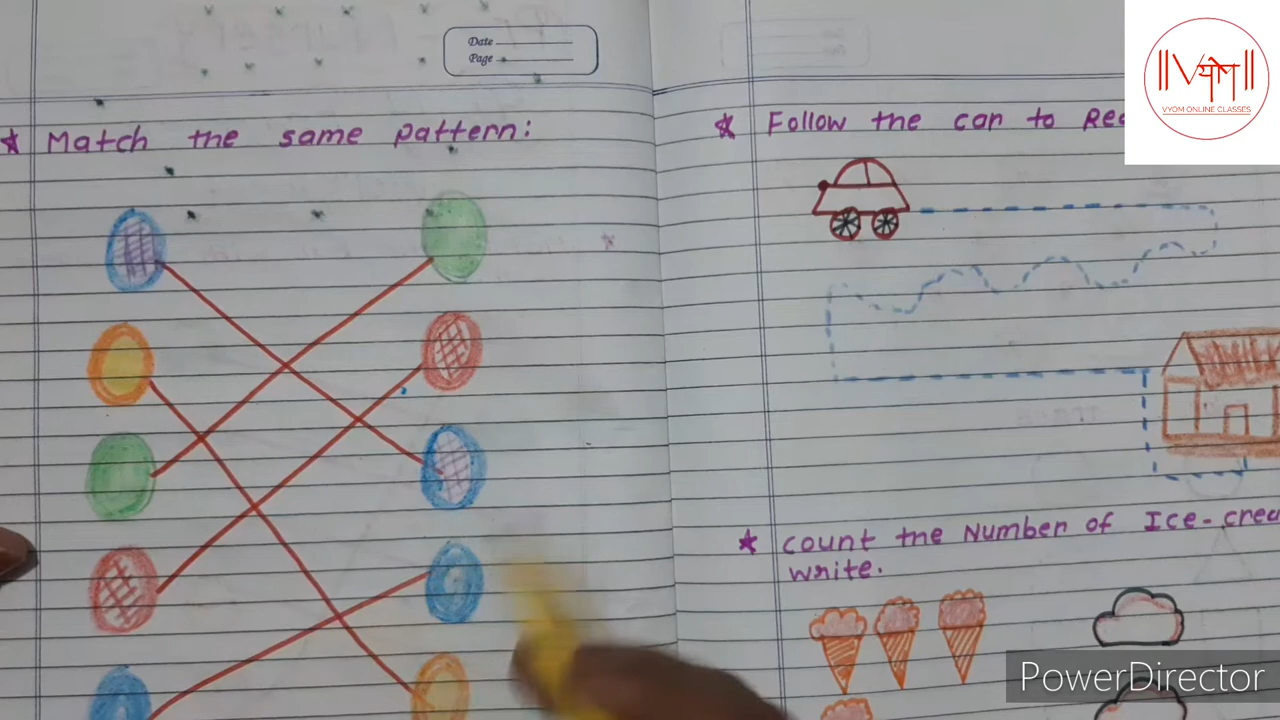 Date
Page
★ Match the same pattern:
★ Follow the car to
★ Count the Number of Ice-crea
write.
||Vयोम||
VYOM ONLINE CLASSES
PowerDirector